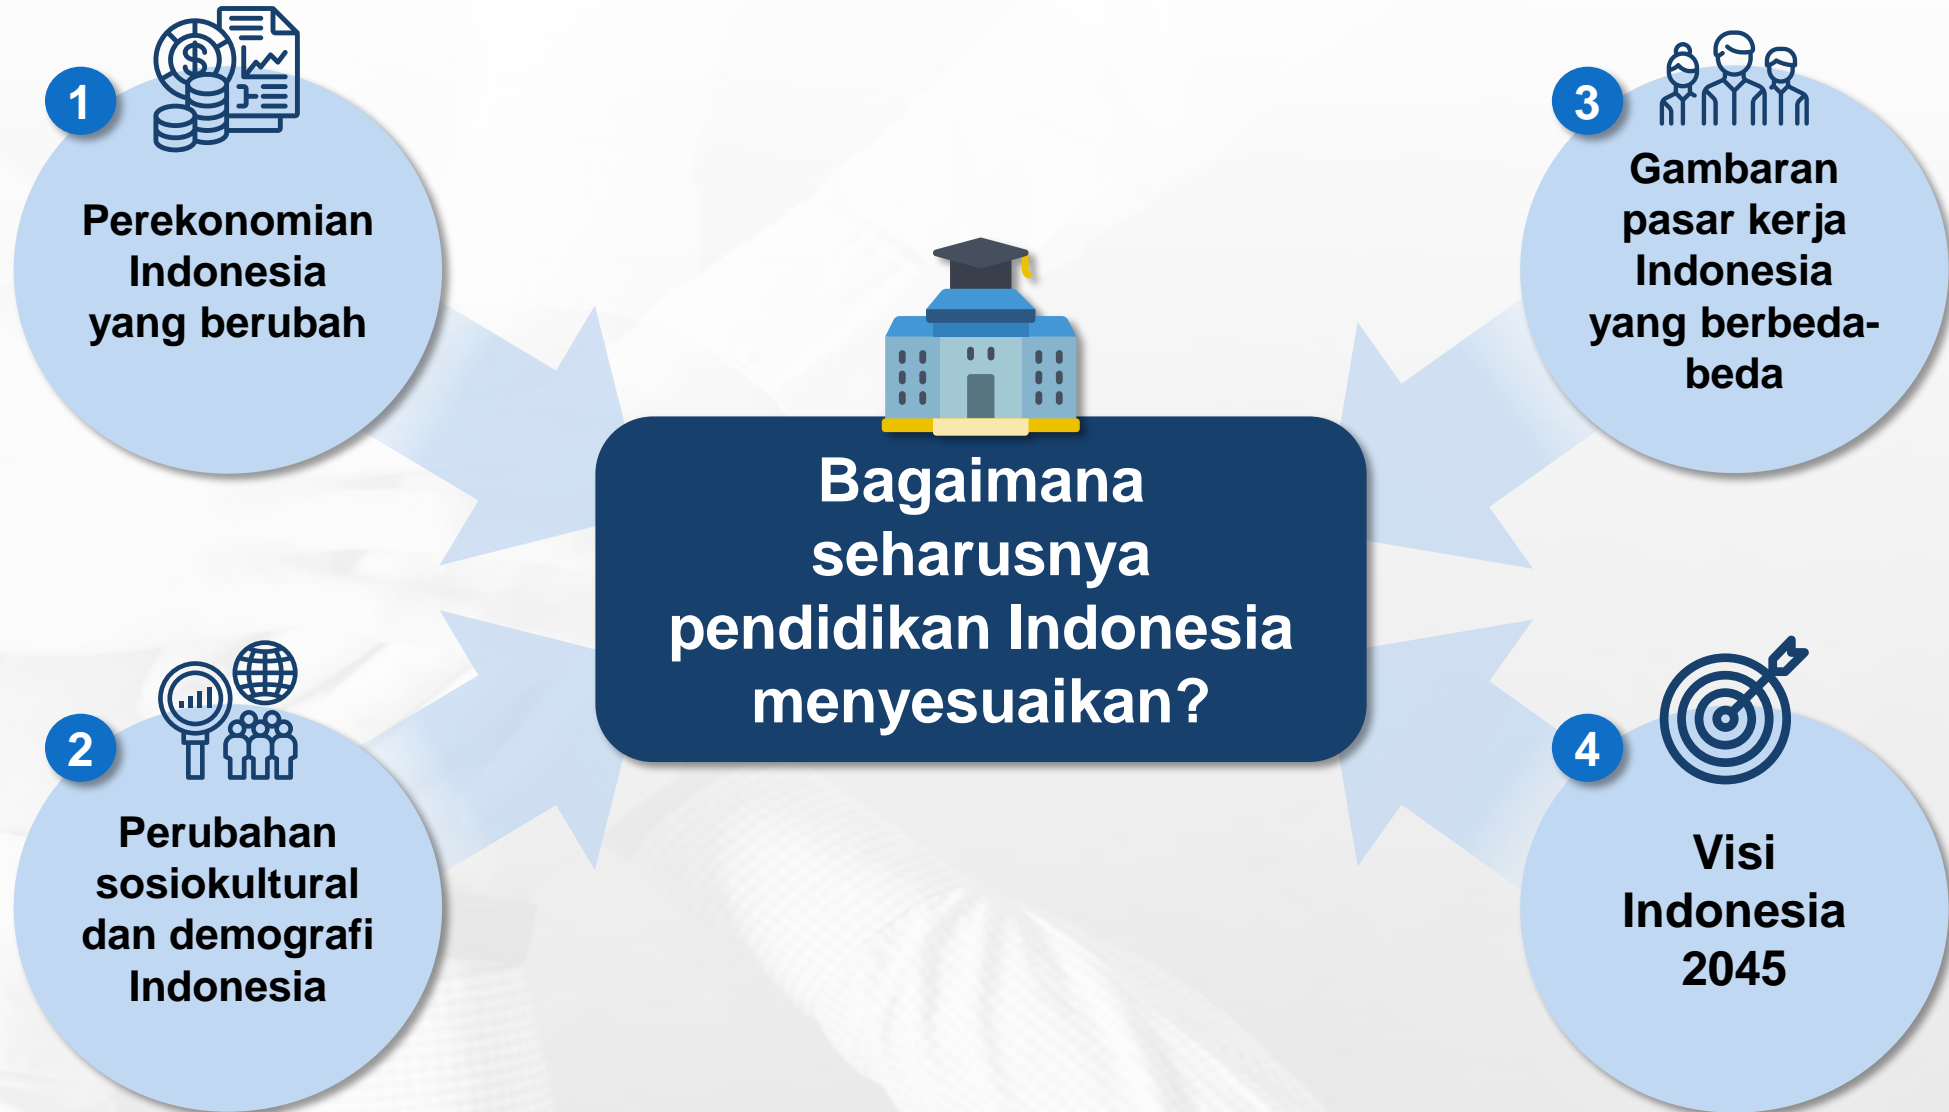 1
Perekonomian
Indonesia
yang berubah
2
Perubahan
sosiokultural
dan demografi
Indonesia
Bagaimana
seharusnya
pendidikan Indonesia
menyesuaikan?
3
Gambaran
pasar kerja
Indonesia
yang berbeda-
beda
4
Visi
Indonesia
2045